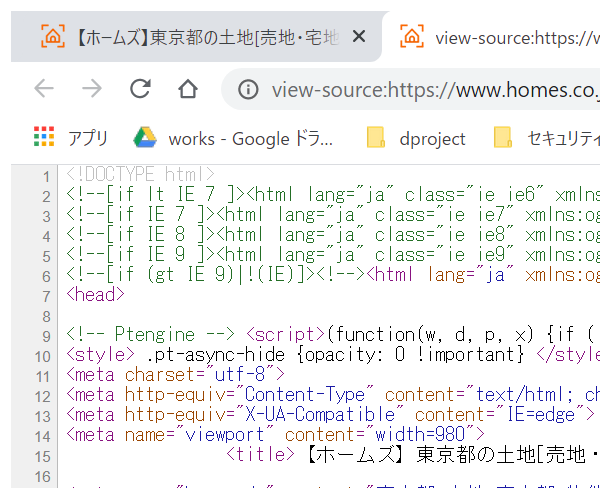 【ホームズ】東京都の土地[売地・宅地
view-source:https://w
view-source:https://www.homes.co.j
アプリ works - Google ドラ... dproject セキュリティ
1 <!DOCTYPE html>
2 <!--[if lt IE 7 ]><html lang="ja" class="ie ie6" xmlns
3 <!--[if IE 7 ]><html lang="ja" class="ie ie7" xmlns:og
4 <!--[if IE 8 ]><html lang="ja" class="ie ie8" xmlns:og
5 <!--[if IE 9 ]><html lang="ja" class="ie ie9" xmlns:og
6 <!--[if (gt IE 9)|!(IE)]><!--><html lang="ja" xmlns:og
7 <head>
8
9 <!-- Ptengine --> <script>(function(w, d, p, x) {if (
10 <style> .pt-async-hide {opacity: 0 !important} </style
11 <meta charset="utf-8">
12 <meta http-equiv="Content-Type" content="text/html; ch
13 <meta http-equiv="X-UA-Compatible" content="IE=edge">
14 <meta name="viewport" content="width=980">
15 <title>【ホームズ】東京都の土地[売地・
16